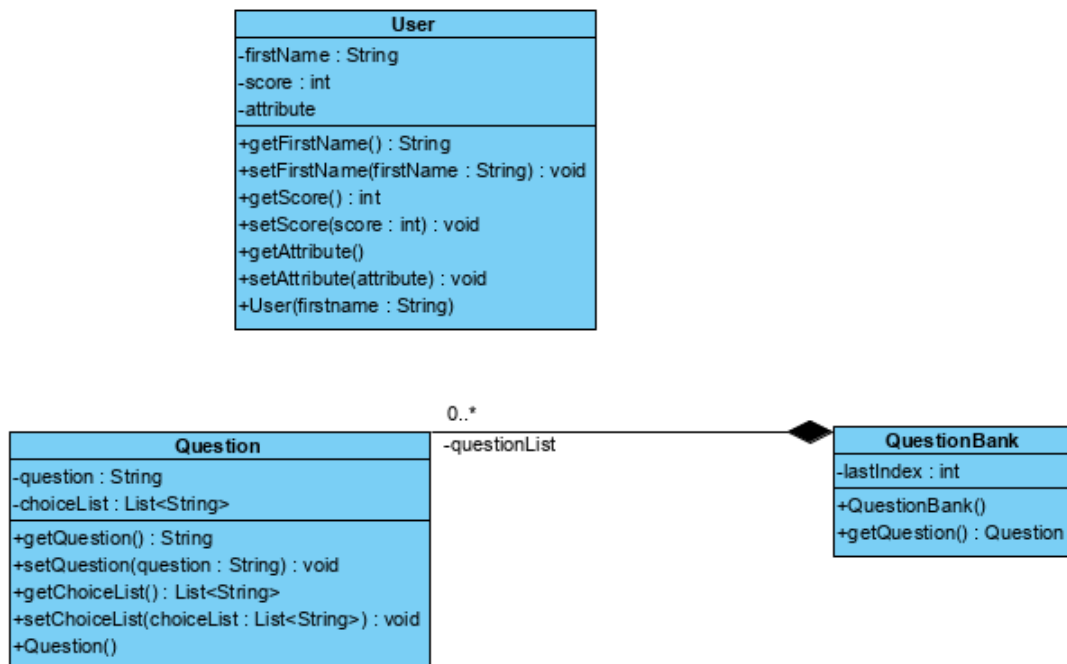 User
-firstName : String
-score : int
-attribute
+getFirstName() : String
+setFirstName(firstName : String) : void
+getScore() : int
+setScore(score : int) : void
+getAttribute()
+setAttribute(attribute) : void
+User(firstname : String)
0..*
-questionList
Question
-question : String
-choiceList : List<String>
+getQuestion() : String
+setQuestion(question : String) : void
+getChoiceList() : List<String>
+setChoiceList(choiceList : List<String>) : void
+Question()
QuestionBank
-lastIndex : int
+QuestionBank()
+getQuestion() : Question